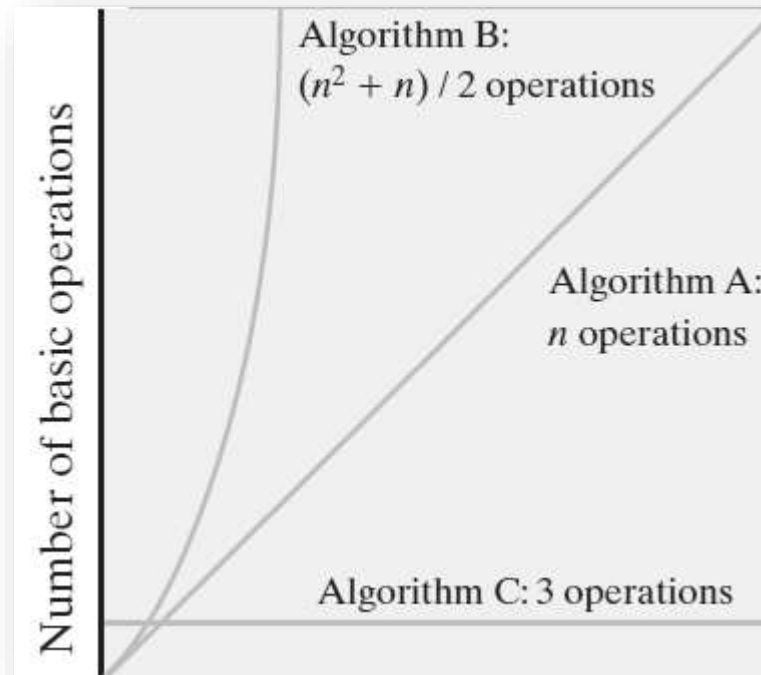 Number of basic operations
Algorithm B:
(n² + n) / 2 operations
Algorithm A:
n operations
Algorithm C: 3 operations